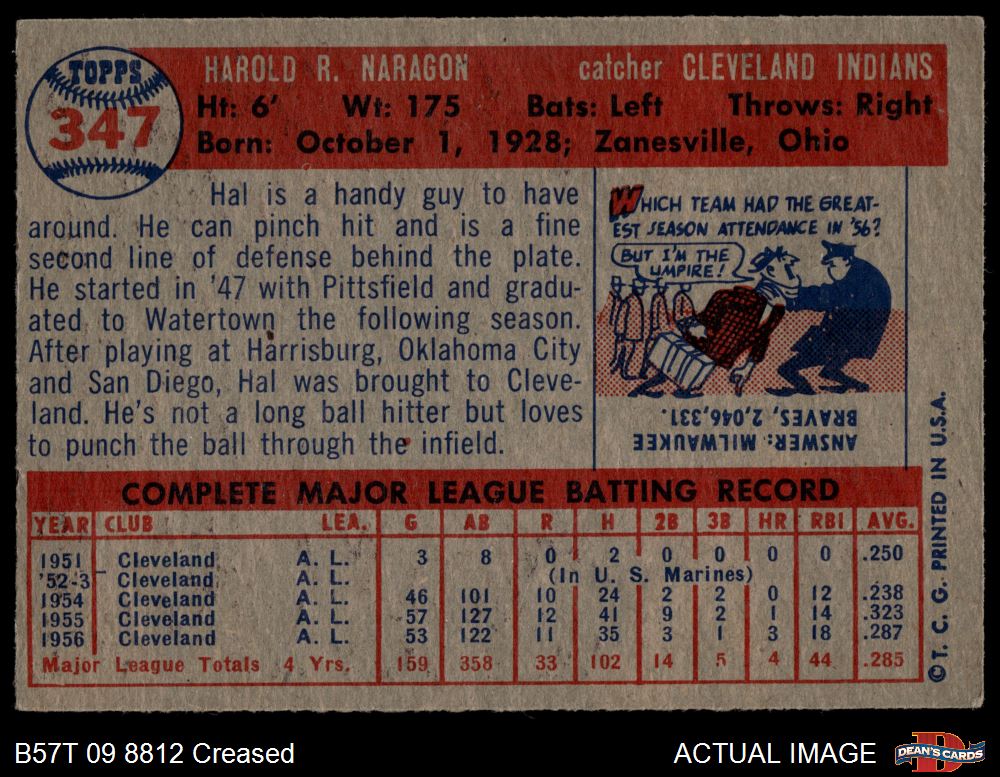 TOPPS
347
HAROLD R. NARAGON catcher CLEVELAND INDIANS
Ht: 6' Wt: 175 Bats: Left Throws: Right
Born: October 1, 1928; Zanesville, Ohio
Hal is a handy guy to have
around. He can pinch hit and is a fine
second line of defense behind the plate.
He started in '47 with Pittsfield and gradu-
ated to Watertown the following season.
After playing at Harrisburg, Oklahoma City
and San Diego, Hal was brought to Cleve-
land. He's not a long ball hitter but loves
to punch the ball through the infield.
WHICH TEAM HAD THE GREAT-
EST SEASON ATTENDANCE IN '56?
BUT I'M THE
UMPIRE!
ANSWER: MILWAUKEE
BRAVES, 2,046,331.
COMPLETE MAJOR LEAGUE BATTING RECORD
YEAR CLUB LEA. G AB R H 2B 3B HR RBI AVG.
1951 Cleveland A. L. 3 8 0 2 0 0 0 0 .250
'52-3 Cleveland A. L. (In U. S. Marines)
1954 Cleveland A. L. 46 101 10 24 2 2 0 12 .238
1955 Cleveland A. L. 57 127 12 41 9 2 1 14 .323
1956 Cleveland A. L. 53 122 11 35 3 1 3 18 .287
Major League Totals 4 Yrs. 159 358 33 102 14 5 4 44 .285
© T. C. G. PRINTED IN U.S.A.
B57T 09 8812 Creased ACTUAL IMAGE
DEAN'S CARDS